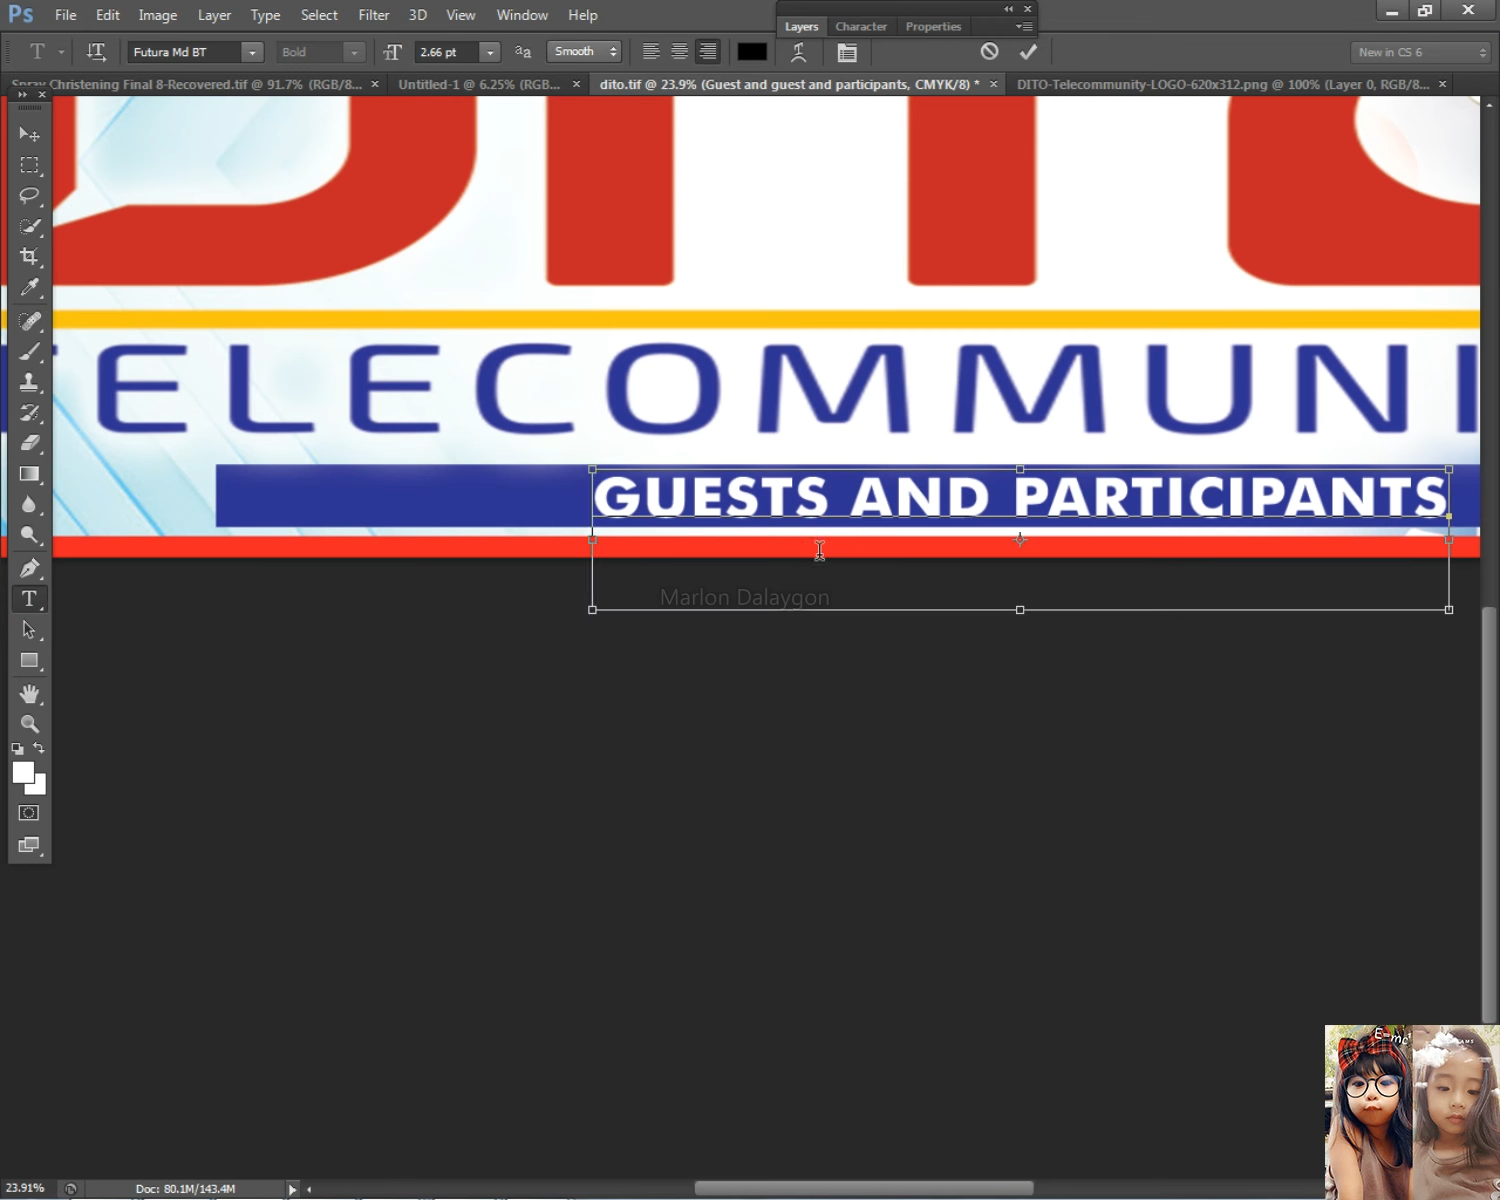 Ps File Edit Image Layer Type Select Filter 3D View Window Help
Layers Character Properties
T Futura Md BT Bold 2.66 pt aa Smooth New in CS 6
Spray Christening Final 8-Recovered.tif @ 91.7% (RGB/8... Untitled-1 @ 6.25% (RGB... dito.tif @ 23.9% (Guest and guest and participants, CMYK/8) * DITO-Telecommunity-LOGO-620x312.png @ 100% (Layer 0, RGB/8...
DITO
TELECOMMUNI
GUESTS AND PARTICIPANTS
Marlon Dalaygon
E=mc²
23.91% Doc: 80.1M/143.4M